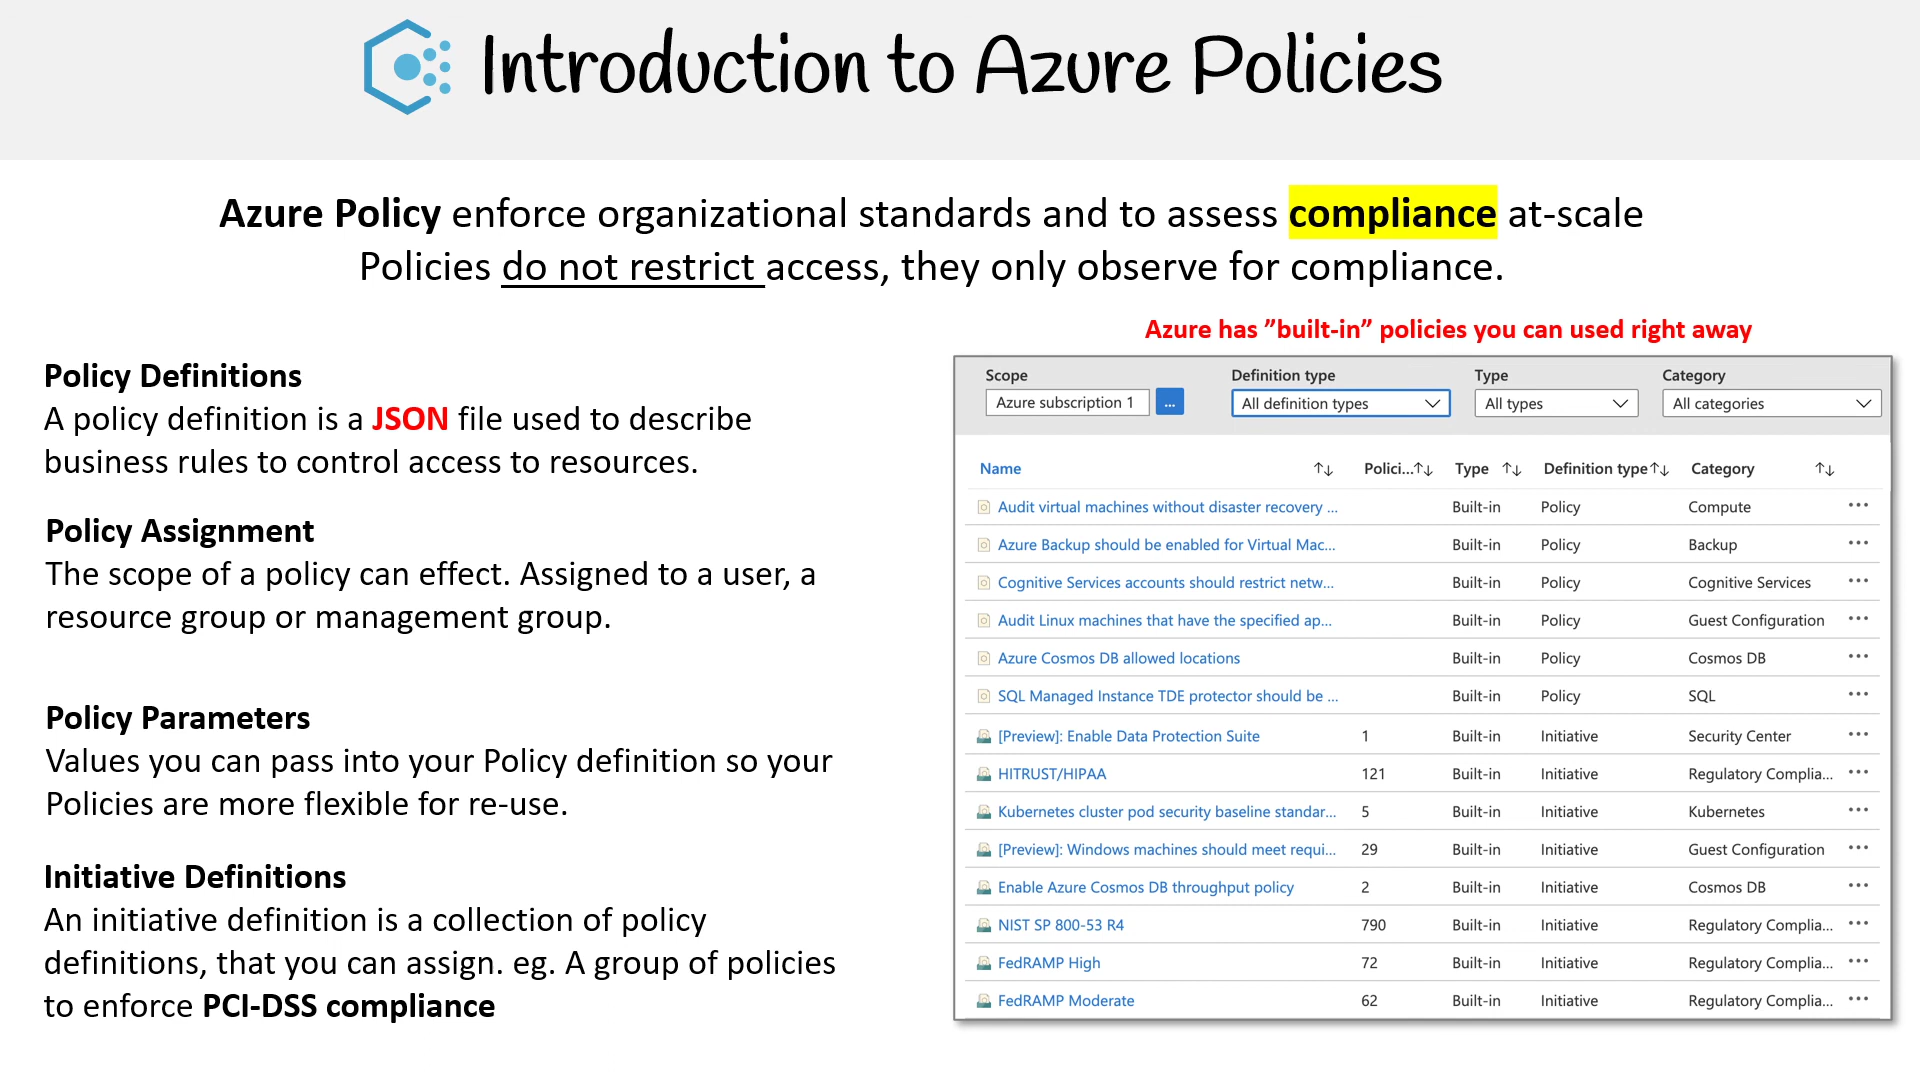 Introduction to Azure Policies
Azure Policy enforce organizational standards and to assess compliance at-scale
Policies do not restrict access, they only observe for compliance.
Policy Definitions
A policy definition is a JSON file used to describe
business rules to control access to resources.
Policy Assignment
The scope of a policy can effect. Assigned to a user, a
resource group or management group.
Policy Parameters
Values you can pass into your Policy definition so your
Policies are more flexible for re-use.
Initiative Definitions
An initiative definition is a collection of policy
definitions, that you can assign. eg. A group of policies
to enforce PCI-DSS compliance
Azure has ”built-in” policies you can used right away
Scope Definition type Type Category
Azure subscription 1 ... All definition types All types All categories
Name ↑↓ Polici...↑↓ Type ↑↓ Definition type↑↓ Category ↑↓
Audit virtual machines without disaster recovery ... Built-in Policy Compute ...
Azure Backup should be enabled for Virtual Mac... Built-in Policy Backup ...
Cognitive Services accounts should restrict netw... Built-in Policy Cognitive Services ...
Audit Linux machines that have the specified ap... Built-in Policy Guest Configuration ...
Azure Cosmos DB allowed locations Built-in Policy Cosmos DB ...
SQL Managed Instance TDE protector should be ... Built-in Policy SQL ...
[Preview]: Enable Data Protection Suite 1 Built-in Initiative Security Center ...
HITRUST/HIPAA 121 Built-in Initiative Regulatory Complia... ...
Kubernetes cluster pod security baseline standar... 5 Built-in Initiative Kubernetes ...
[Preview]: Windows machines should meet requi... 29 Built-in Initiative Guest Configuration ...
Enable Azure Cosmos DB throughput policy 2 Built-in Initiative Cosmos DB ...
NIST SP 800-53 R4 790 Built-in Initiative Regulatory Complia... ...
FedRAMP High 72 Built-in Initiative Regulatory Complia... ...
FedRAMP Moderate 62 Built-in Initiative Regulatory Complia... ...